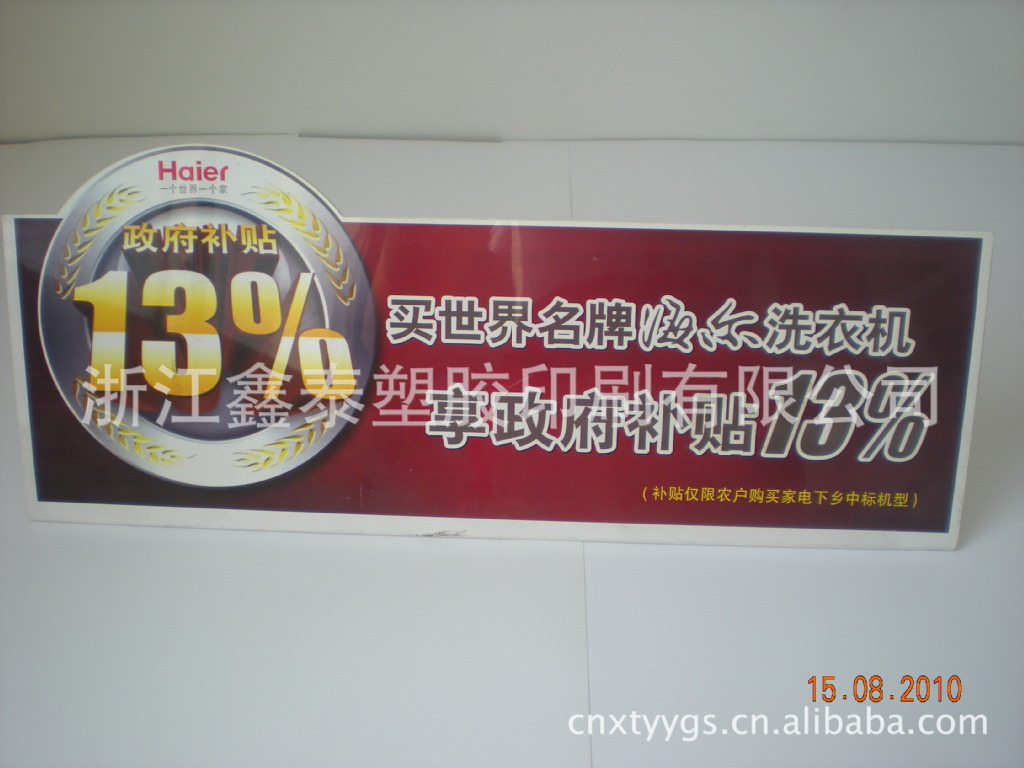 Haier
一个世界一个家
政府补贴
13%
买世界名牌海尔洗衣机
享政府补贴13%
(补贴仅限农户购买家电下乡中标机型)
浙江鑫泰塑胶印刷有限公司
15.08.2010
cnxtyygs.cn.alibaba.com